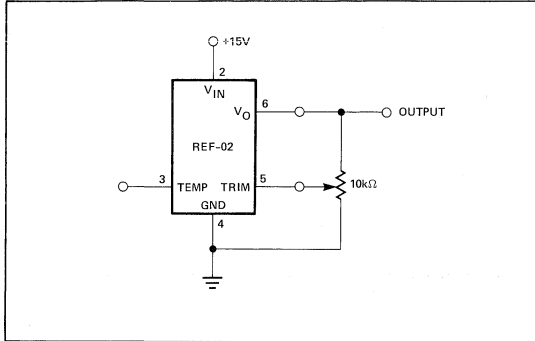 +15V
2
V_IN
6
V_O
OUTPUT
REF-02
3
TEMP
TRIM
5
10kΩ
GND
4